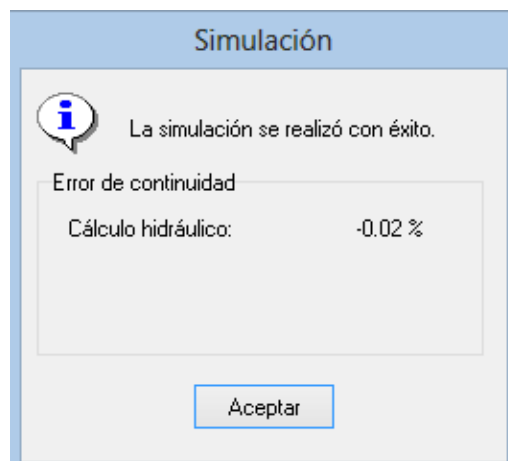 Simulación
La simulación se realizó con éxito.
Error de continuidad
Cálculo hidráulico: -0.02 %
Aceptar